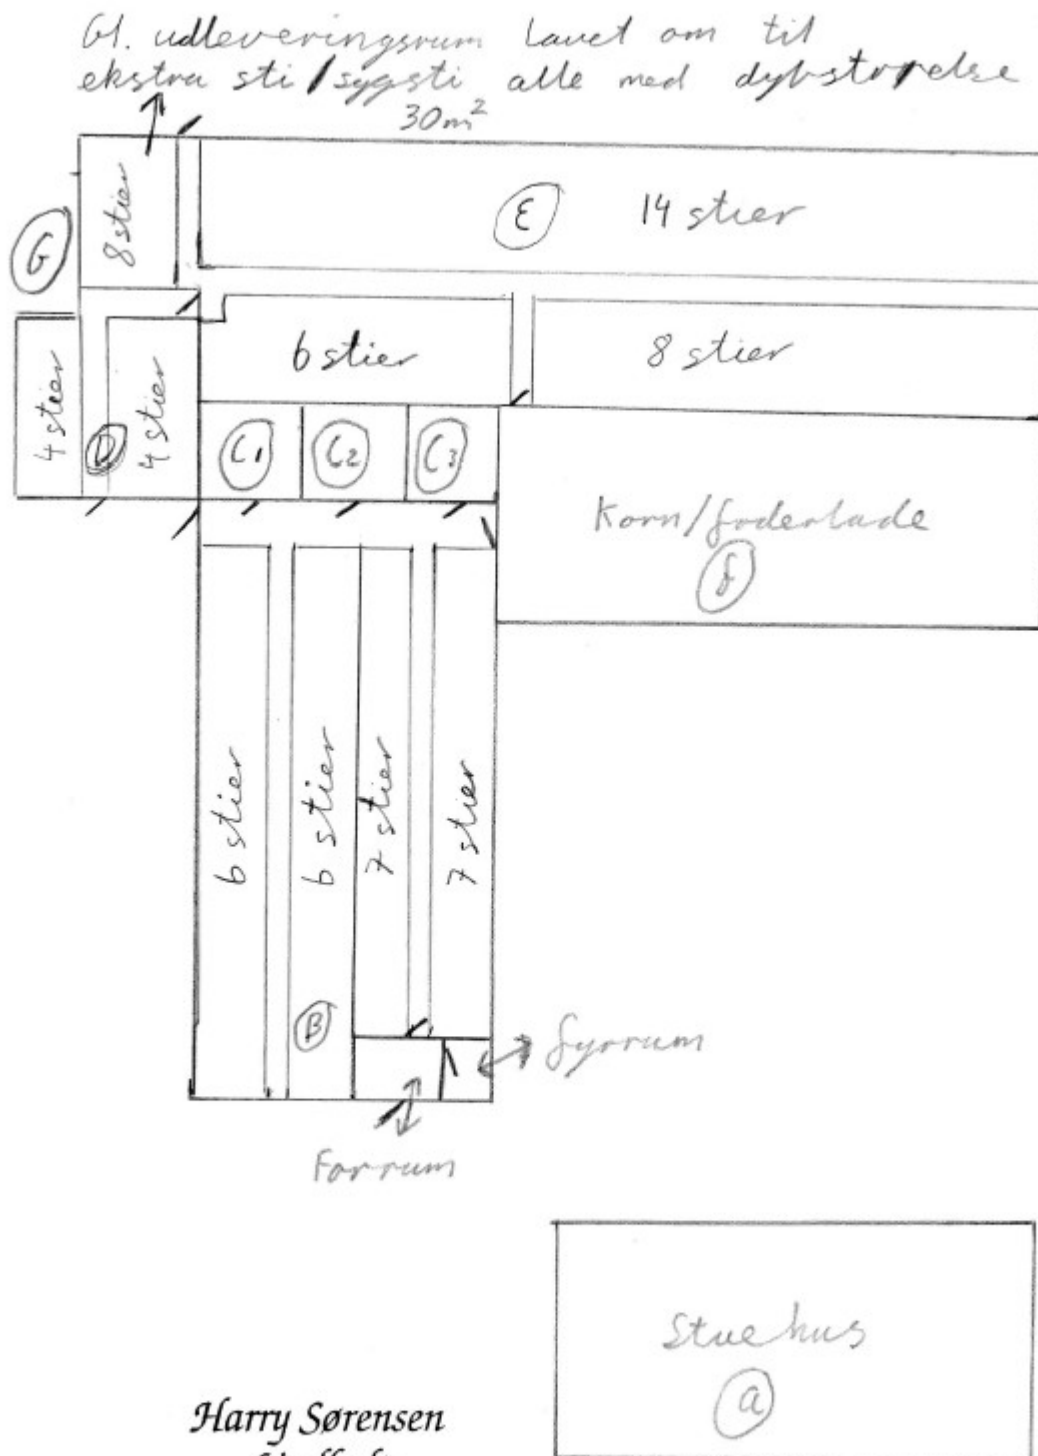 Gl. udleveringsrum Lavet om til
ekstra sti/sygsti alle med dybstrøelse
30m²
8 stier
G
E
14 stier
6 stier
8 stier
4 stier
D
4 stier
C1
C2
C3
Korn/foderlade
f
6 stier
6 stier
7 stier
7 stier
B
fyrrum
Forrum
Stuehus
a
Harry Sørensen